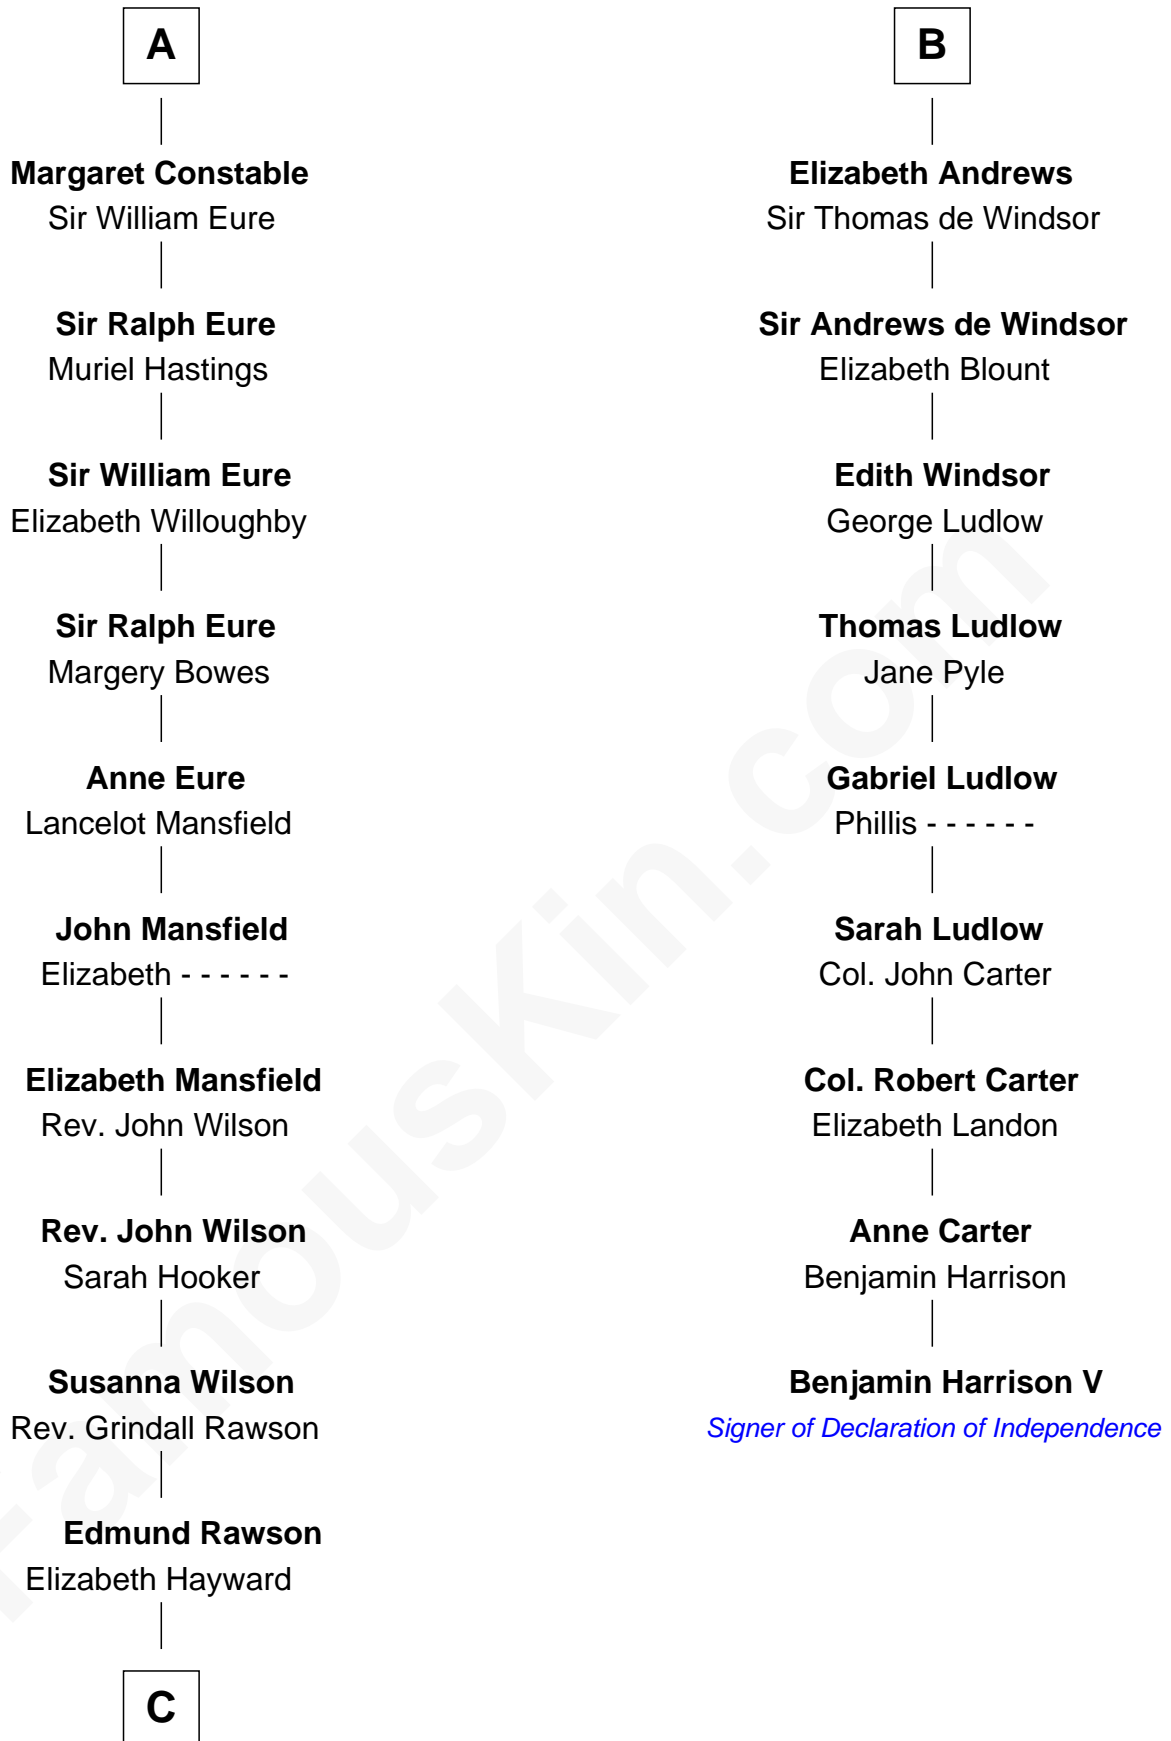 A
Margaret Constable
Sir William Eure
Sir Ralph Eure
Muriel Hastings
Sir William Eure
Elizabeth Willoughby
Sir Ralph Eure
Margery Bowes
Anne Eure
Lancelot Mansfield
John Mansfield
Elizabeth - - - - - -
Elizabeth Mansfield
Rev. John Wilson
Rev. John Wilson
Sarah Hooker
Susanna Wilson
Rev. Grindall Rawson
Edmund Rawson
Elizabeth Hayward
C
B
Elizabeth Andrews
Sir Thomas de Windsor
Sir Andrews de Windsor
Elizabeth Blount
Edith Windsor
George Ludlow
Thomas Ludlow
Jane Pyle
Gabriel Ludlow
Phillis - - - - - -
Sarah Ludlow
Col. John Carter
Col. Robert Carter
Elizabeth Landon
Anne Carter
Benjamin Harrison
Benjamin Harrison V
Signer of Declaration of Independence
FamousKin.com